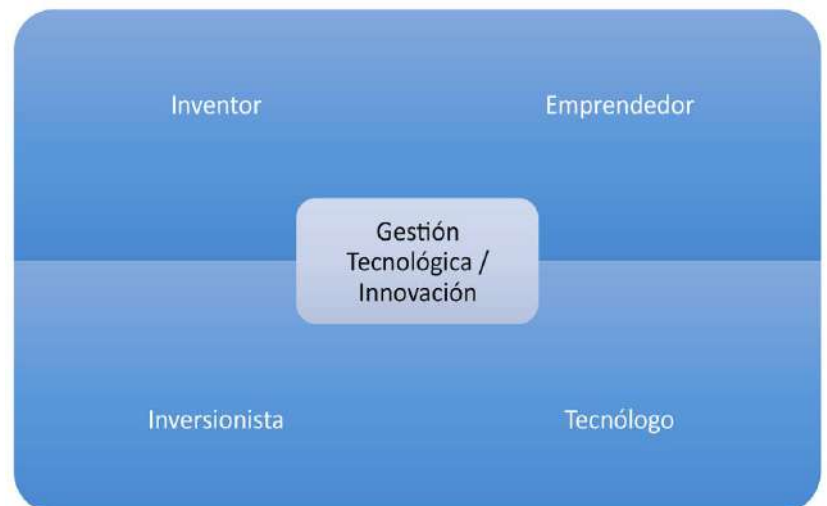 Inventor
Emprendedor
Gestión
Tecnológica /
Innovación
Inversionista
Tecnólogo